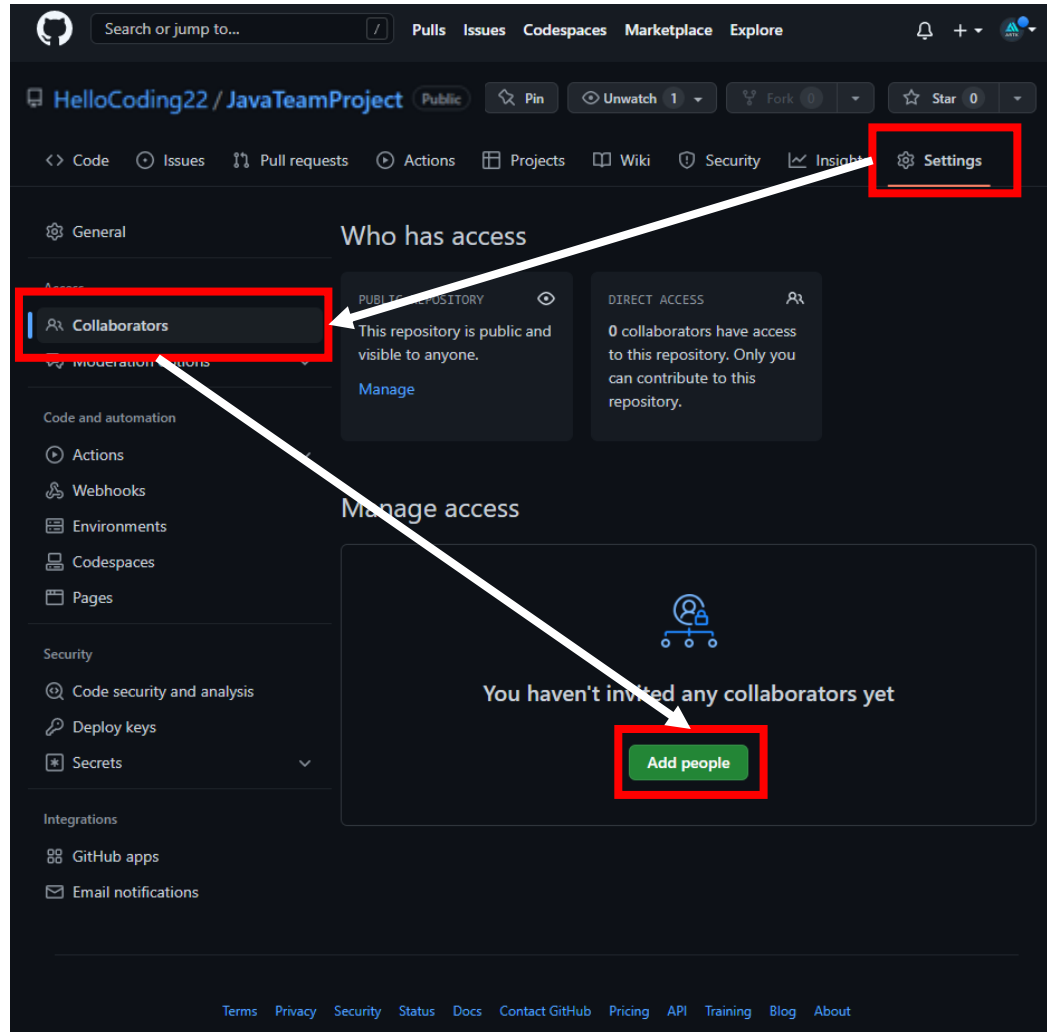 Search or jump to... /
Pulls Issues Codespaces Marketplace Explore
HelloCoding22 / JavaTeamProject Public
Pin Unwatch 1 Fork 0 Star 0
Code Issues Pull requests Actions Projects Wiki Security Insights Settings
General
Access
Collaborators
Moderation options
Code and automation
Actions
Webhooks
Environments
Codespaces
Pages
Security
Code security and analysis
Deploy keys
Secrets
Integrations
GitHub apps
Email notifications
Who has access
PUBLIC REPOSITORY
This repository is public and
visible to anyone.
Manage
DIRECT ACCESS
0 collaborators have access
to this repository. Only you
can contribute to this
repository.
Manage access
You haven't invited any collaborators yet
Add people
Terms Privacy Security Status Docs Contact GitHub Pricing API Training Blog About